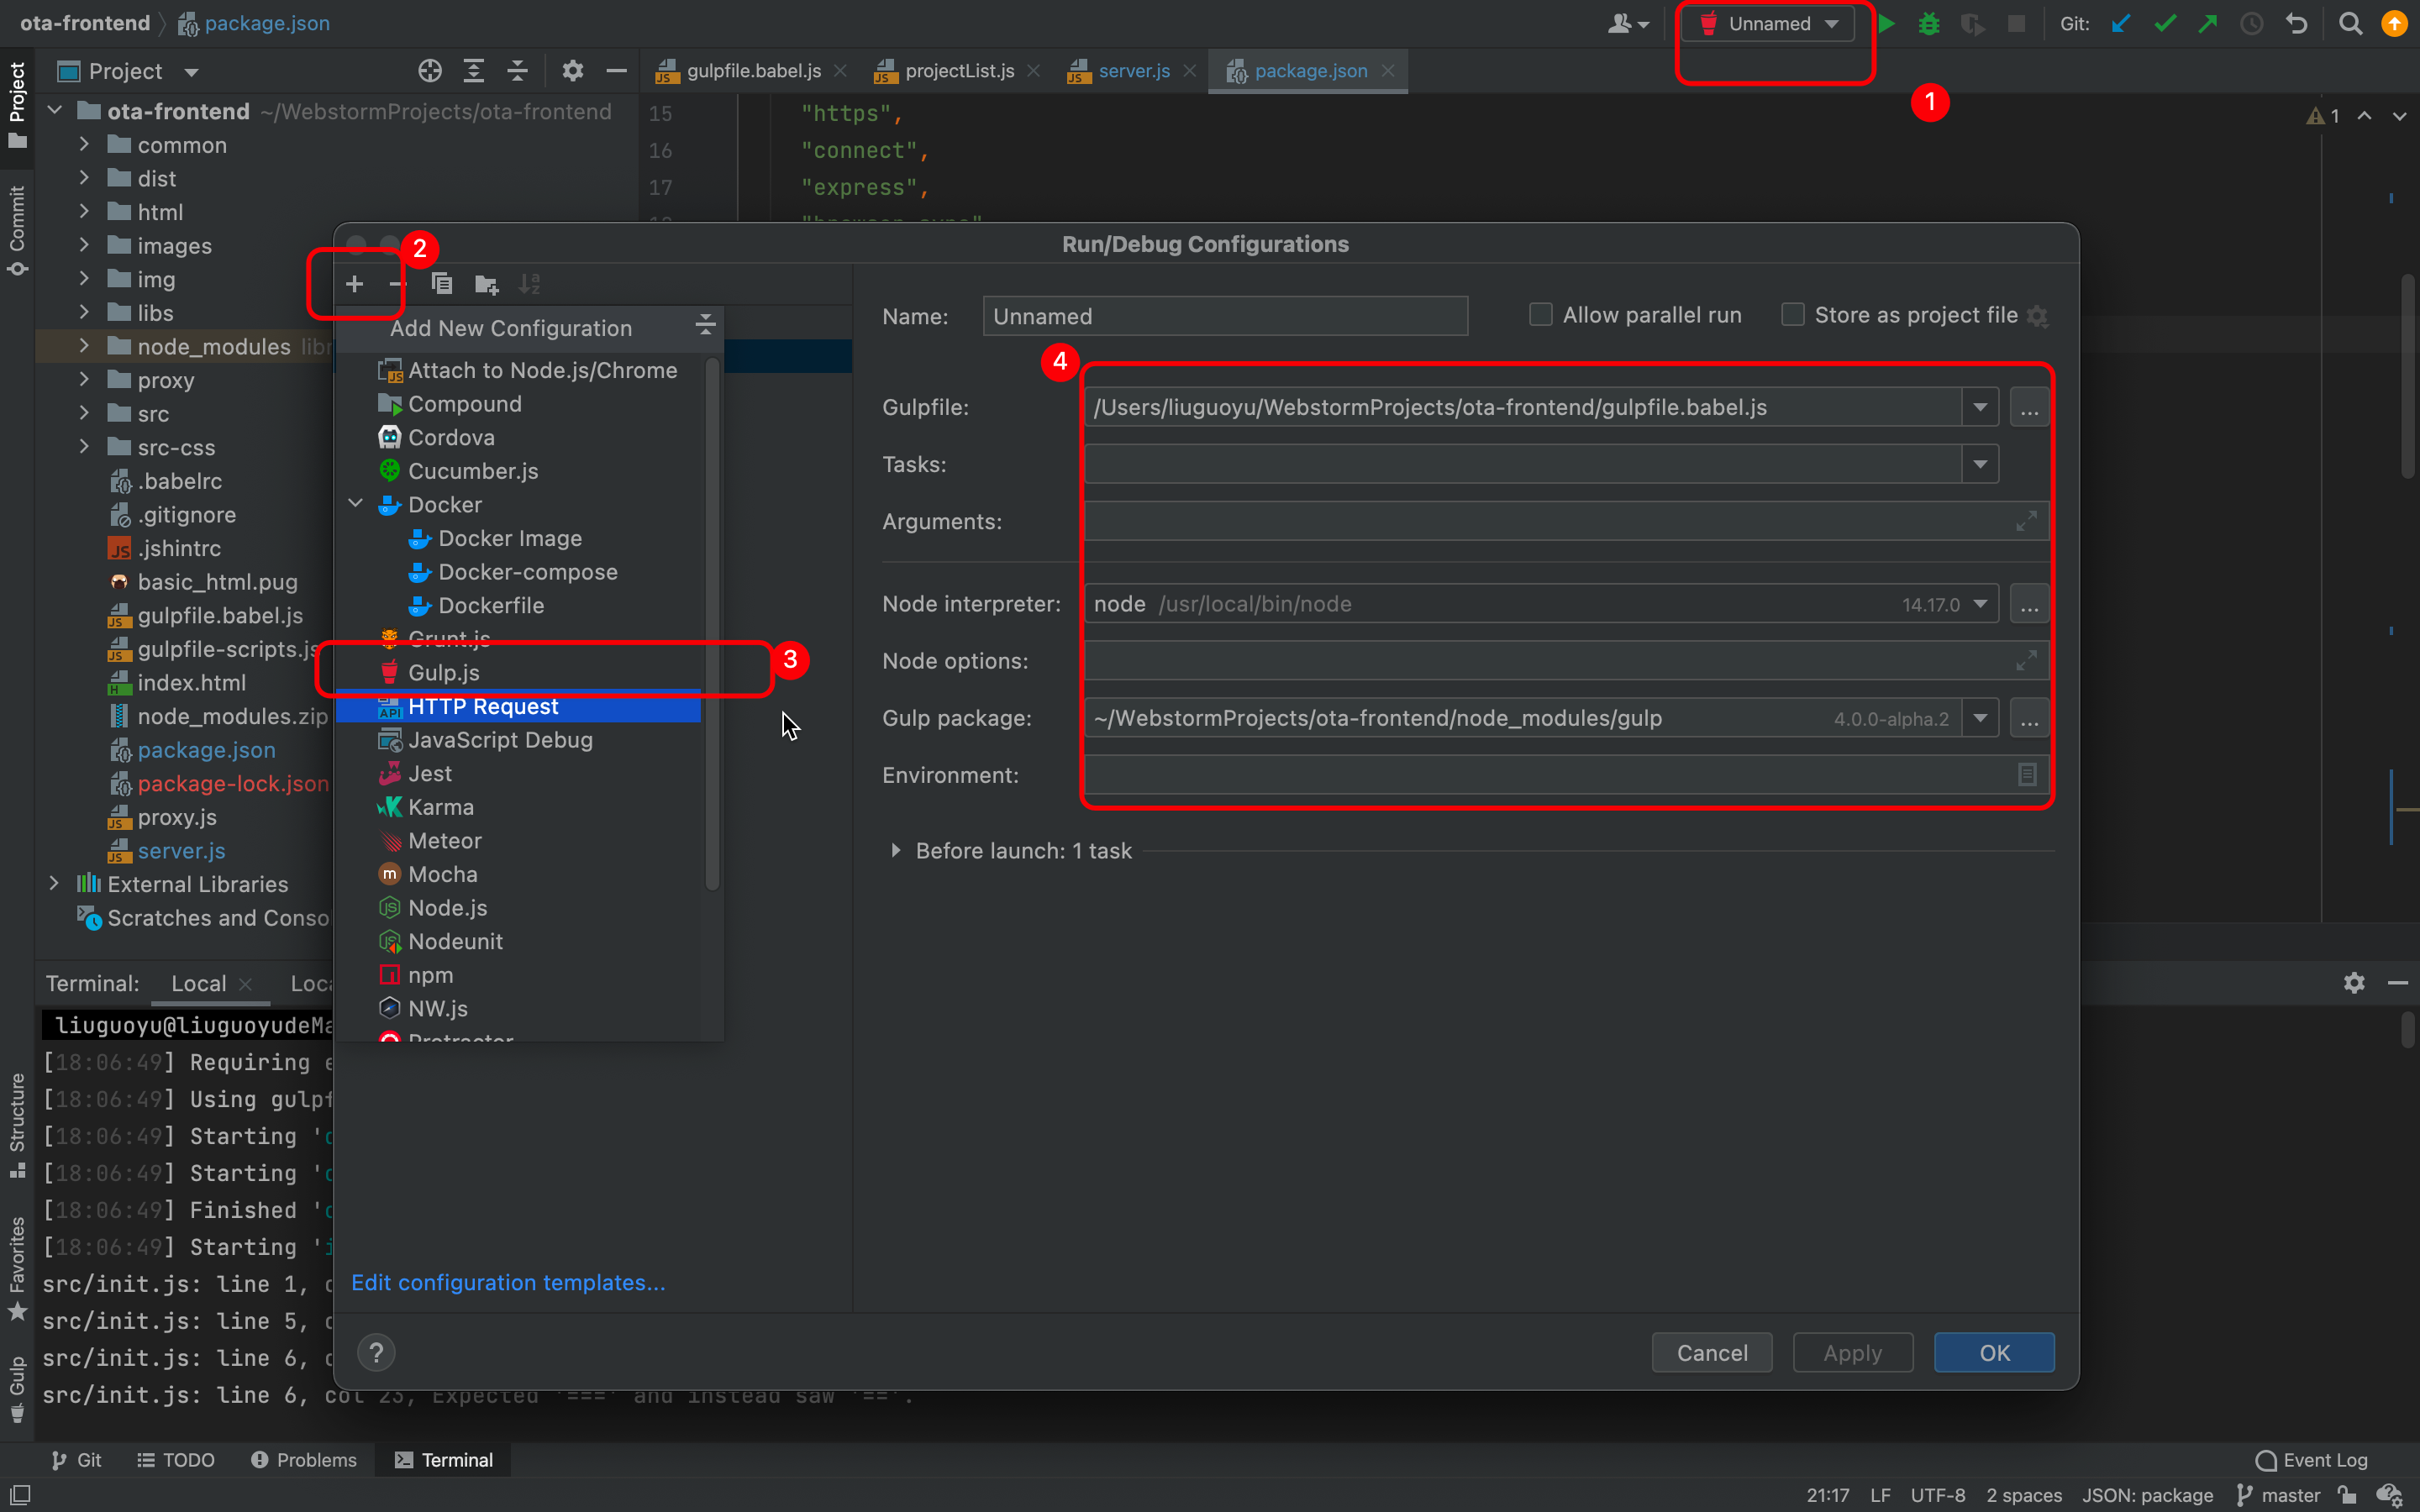 ota-frontend
package.json
Unnamed
Git:
1
Project
gulpfile.babel.js
projectList.js
server.js
package.json
Project
Commit
Structure
Favorites
Gulp
ota-frontend ~/WebstormProjects/ota-frontend
common
dist
html
images
img
libs
node_modules
proxy
src
src-css
.babelrc
.gitignore
.jshintrc
basic_html.pug
gulpfile.babel.js
gulpfile-scripts.js
index.html
node_modules.zip
package.json
package-lock.json
proxy.js
server.js
External Libraries
Scratches and Conso
15 "https",
16 "connect",
17 "express",
1
2
Run/Debug Configurations
Add New Configuration
Attach to Node.js/Chrome
Compound
Cordova
Cucumber.js
Docker
Docker Image
Docker-compose
Dockerfile
Grunt.js
Gulp.js
3
HTTP Request
JavaScript Debug
Jest
Karma
Meteor
Mocha
Node.js
Nodeunit
npm
NW.js
Protractor
Edit configuration templates...
Name: Unnamed
Allow parallel run
Store as project file
4
Gulpfile: /Users/liuguoyu/WebstormProjects/ota-frontend/gulpfile.babel.js
Tasks:
Arguments:
Node interpreter: node /usr/local/bin/node 14.17.0
Node options:
Gulp package: ~/WebstormProjects/ota-frontend/node_modules/gulp 4.0.0-alpha.2
Environment:
Before launch: 1 task
?
Cancel
Apply
OK
Terminal: Local
liuguoyu@liuguoyudeMa
[18:06:49] Requiring
[18:06:49] Using gulpf
[18:06:49] Starting '
[18:06:49] Starting '
[18:06:49] Finished '
[18:06:49] Starting 'i
src/init.js: line 1,
src/init.js: line 5,
src/init.js: line 6,
src/init.js: line 6, col 23, Expected '===' and instead saw '=='.
Git
TODO
Problems
Terminal
Event Log
21:17 LF UTF-8 2 spaces JSON: package master